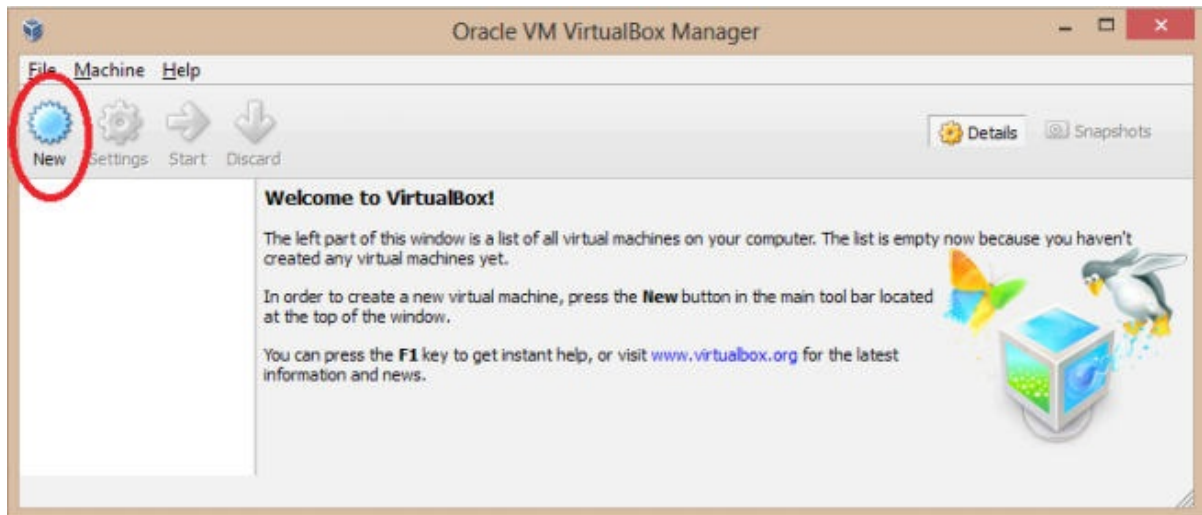 Oracle VM VirtualBox Manager
File Machine Help
New Settings Start Discard
Details Snapshots
Welcome to VirtualBox!
The left part of this window is a list of all virtual machines on your computer. The list is empty now because you haven't
created any virtual machines yet.
In order to create a new virtual machine, press the New button in the main tool bar located
at the top of the window.
You can press the F1 key to get instant help, or visit www.virtualbox.org for the latest
information and news.